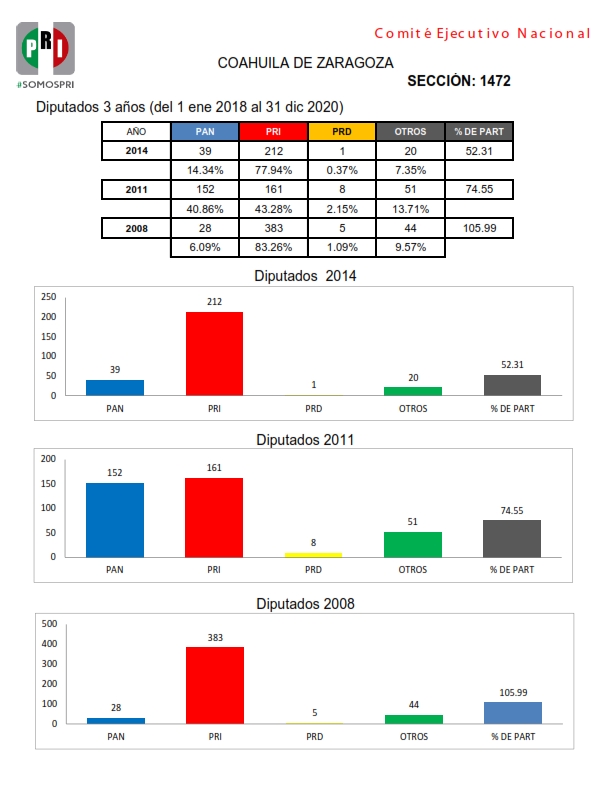 Comité Ejecutivo Nacional
PRI
#SOMOSPRI
COAHUILA DE ZARAGOZA
SECCIÓN: 1472
Diputados 3 años (del 1 ene 2018 al 31 dic 2020)
AÑO PAN PRI PRD OTROS % DE PART
2014 39 212 1 20 52.31
14.34% 77.94% 0.37% 7.35%
2011 152 161 8 51 74.55
40.86% 43.28% 2.15% 13.71%
2008 28 383 5 44 105.99
6.09% 83.26% 1.09% 9.57%
Diputados 2014
250
200
150
100
50
0
39 212 1 20 52.31
PAN PRI PRD OTROS % DE PART
Diputados 2011
200
150
100
50
0
152 161 8 51 74.55
PAN PRI PRD OTROS % DE PART
Diputados 2008
500
400
300
200
100
0
28 383 5 44 105.99
PAN PRI PRD OTROS % DE PART